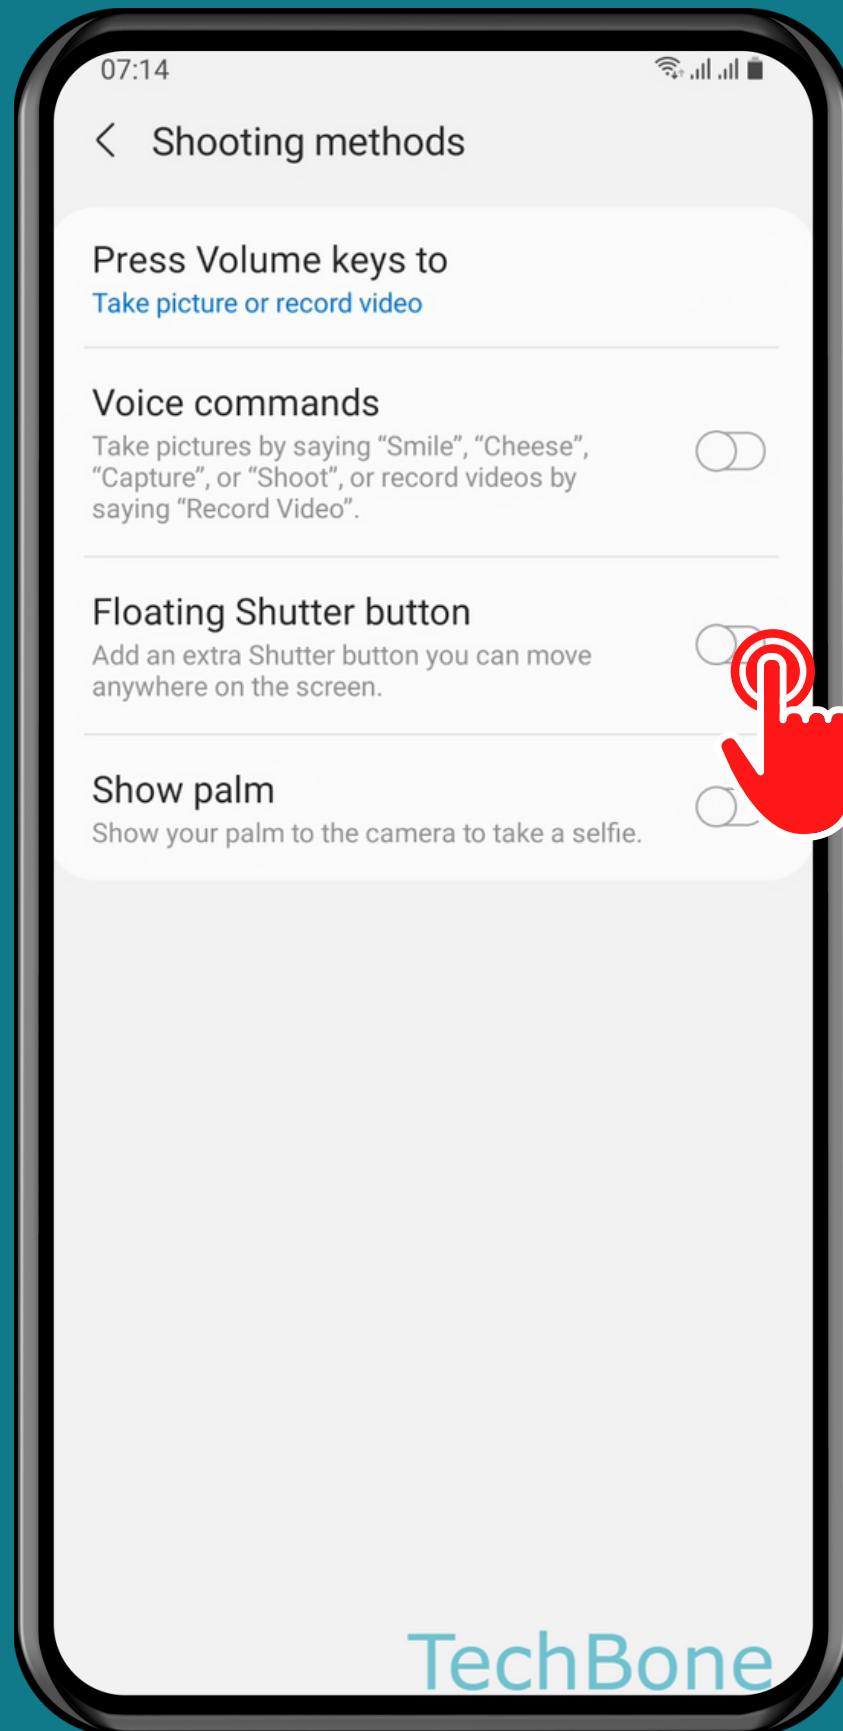 07:14
Shooting methods
Press Volume keys to
Take picture or record video
Voice commands
Take pictures by saying “Smile”, “Cheese”,
“Capture”, or “Shoot”, or record videos by
saying “Record Video”.
Floating Shutter button
Add an extra Shutter button you can move
anywhere on the screen.
Show palm
Show your palm to the camera to take a selfie.
TechBone